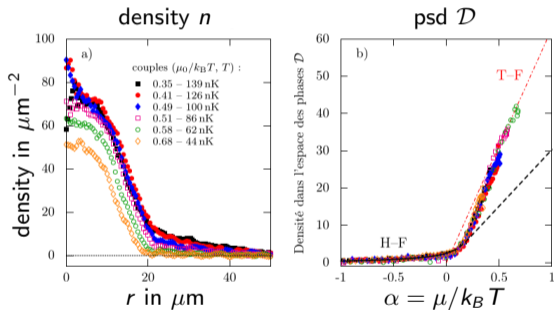 density n
psd 𝒟
a)
couples (μ₀/k_BT, T) :
0.35 – 139 nK
0.41 – 126 nK
0.49 – 100 nK
0.51 – 86 nK
0.58 – 62 nK
0.68 – 44 nK
density in μm⁻²
100
80
60
40
20
0
0
20
40
r in μm
b)
T–F
H–F
Densité dans l'espace des phases 𝒟
60
50
40
30
20
10
0
-1
-0.5
0
0.5
1
α = μ/k_B T